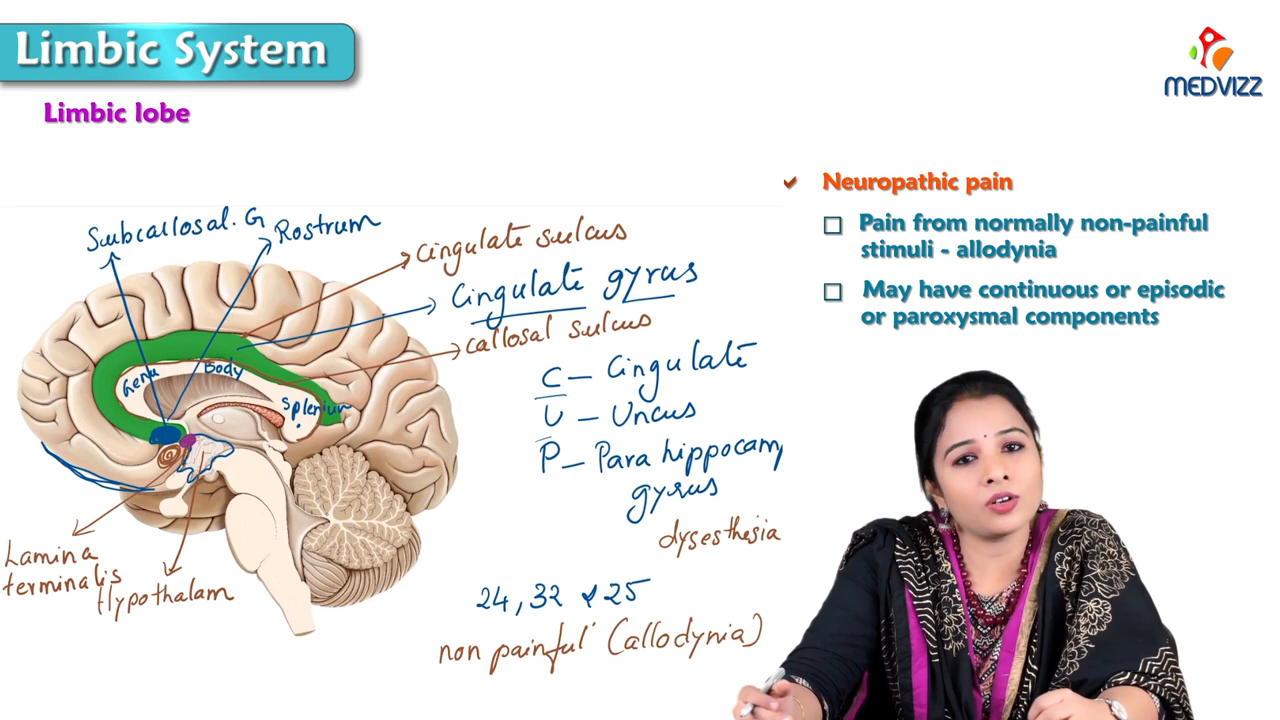 Limbic System
MEDVIZZ
Limbic lobe
Neuropathic pain
Pain from normally non-painful
stimuli - allodynia
May have continuous or episodic
or paroxysmal components
Subcallosal. G
Rostrum
Cingulate sulcus
Cingulate gyrus
Callosal sulcus
Genu
Body
Splenium
C - Cingulate
U - Uncus
P - Para hippocamp
gyrus
dysesthesia
Lamina
terminalis
Hypothalam
24, 32 & 25
non painful (allodynia)